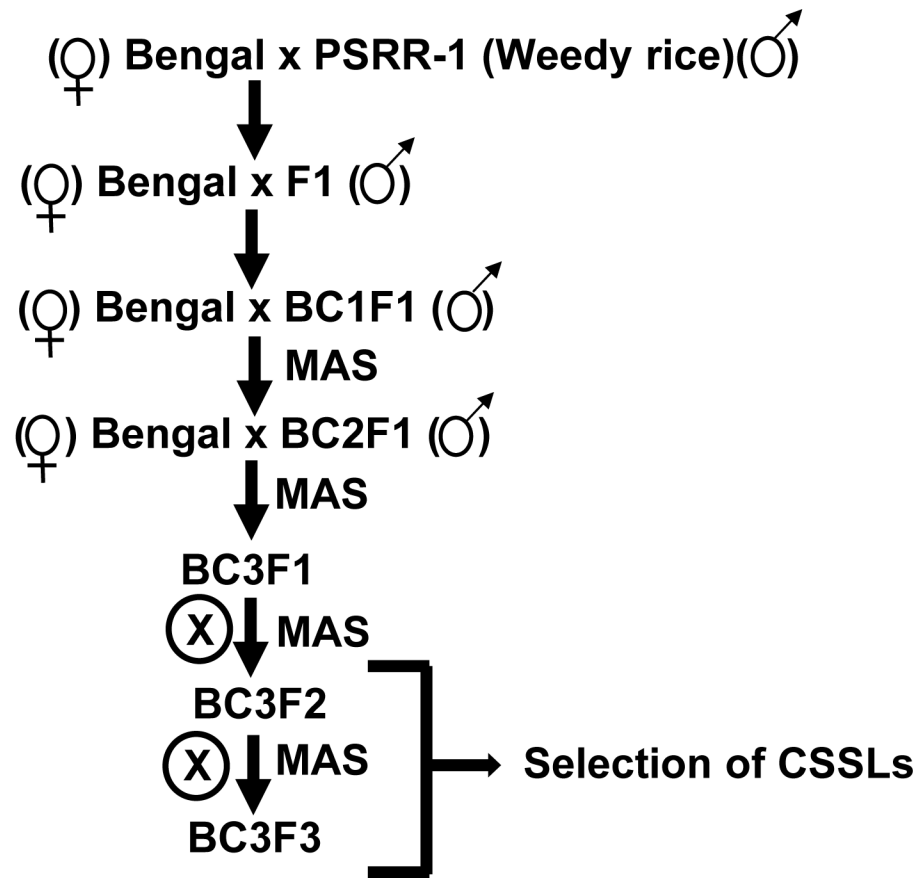 (♀) Bengal x PSRR-1 (Weedy rice)(♂)
(♀) Bengal x F1 (♂)
(♀) Bengal x BC1F1 (♂)
MAS
(♀) Bengal x BC2F1 (♂)
MAS
BC3F1
X MAS
BC3F2
X MAS
Selection of CSSLs
BC3F3